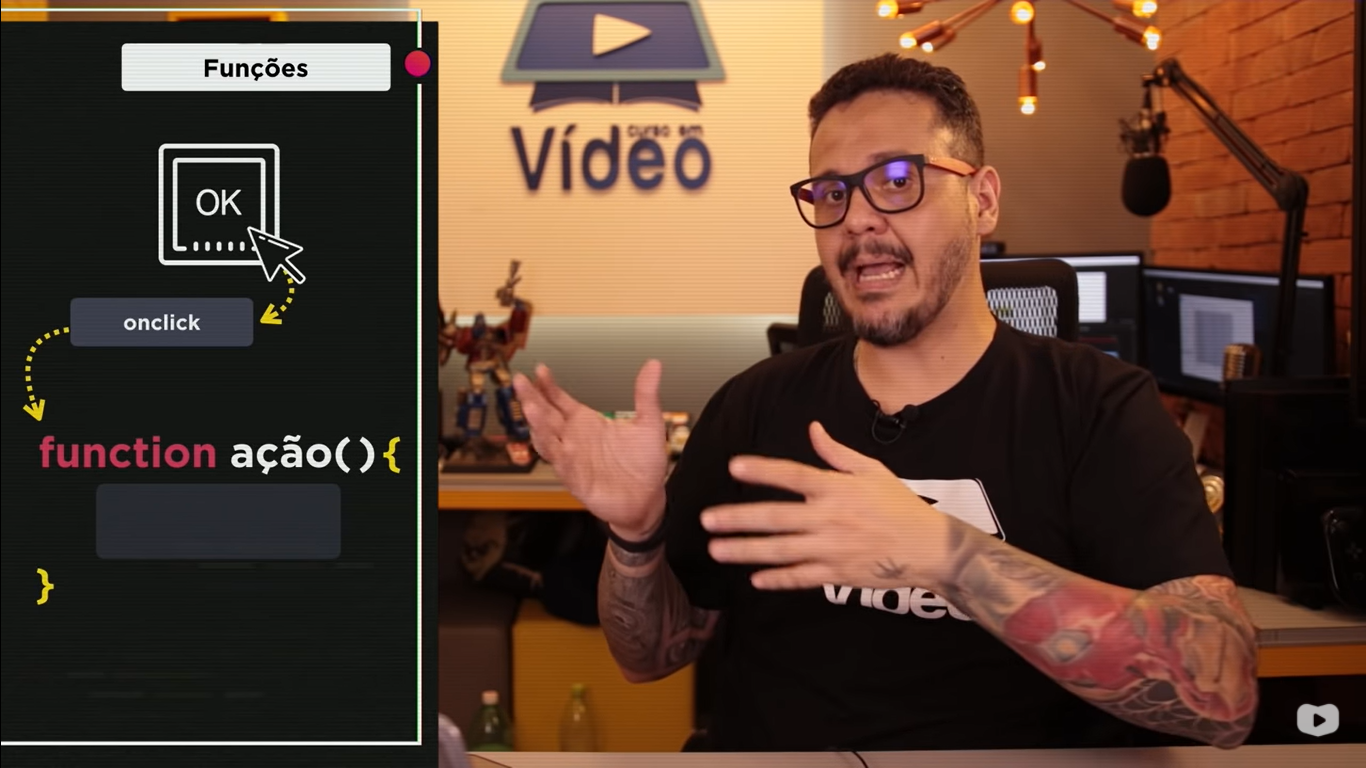 Funções
OK
onclick
function ação(){
}
curso em
Vídeo
Vídeo